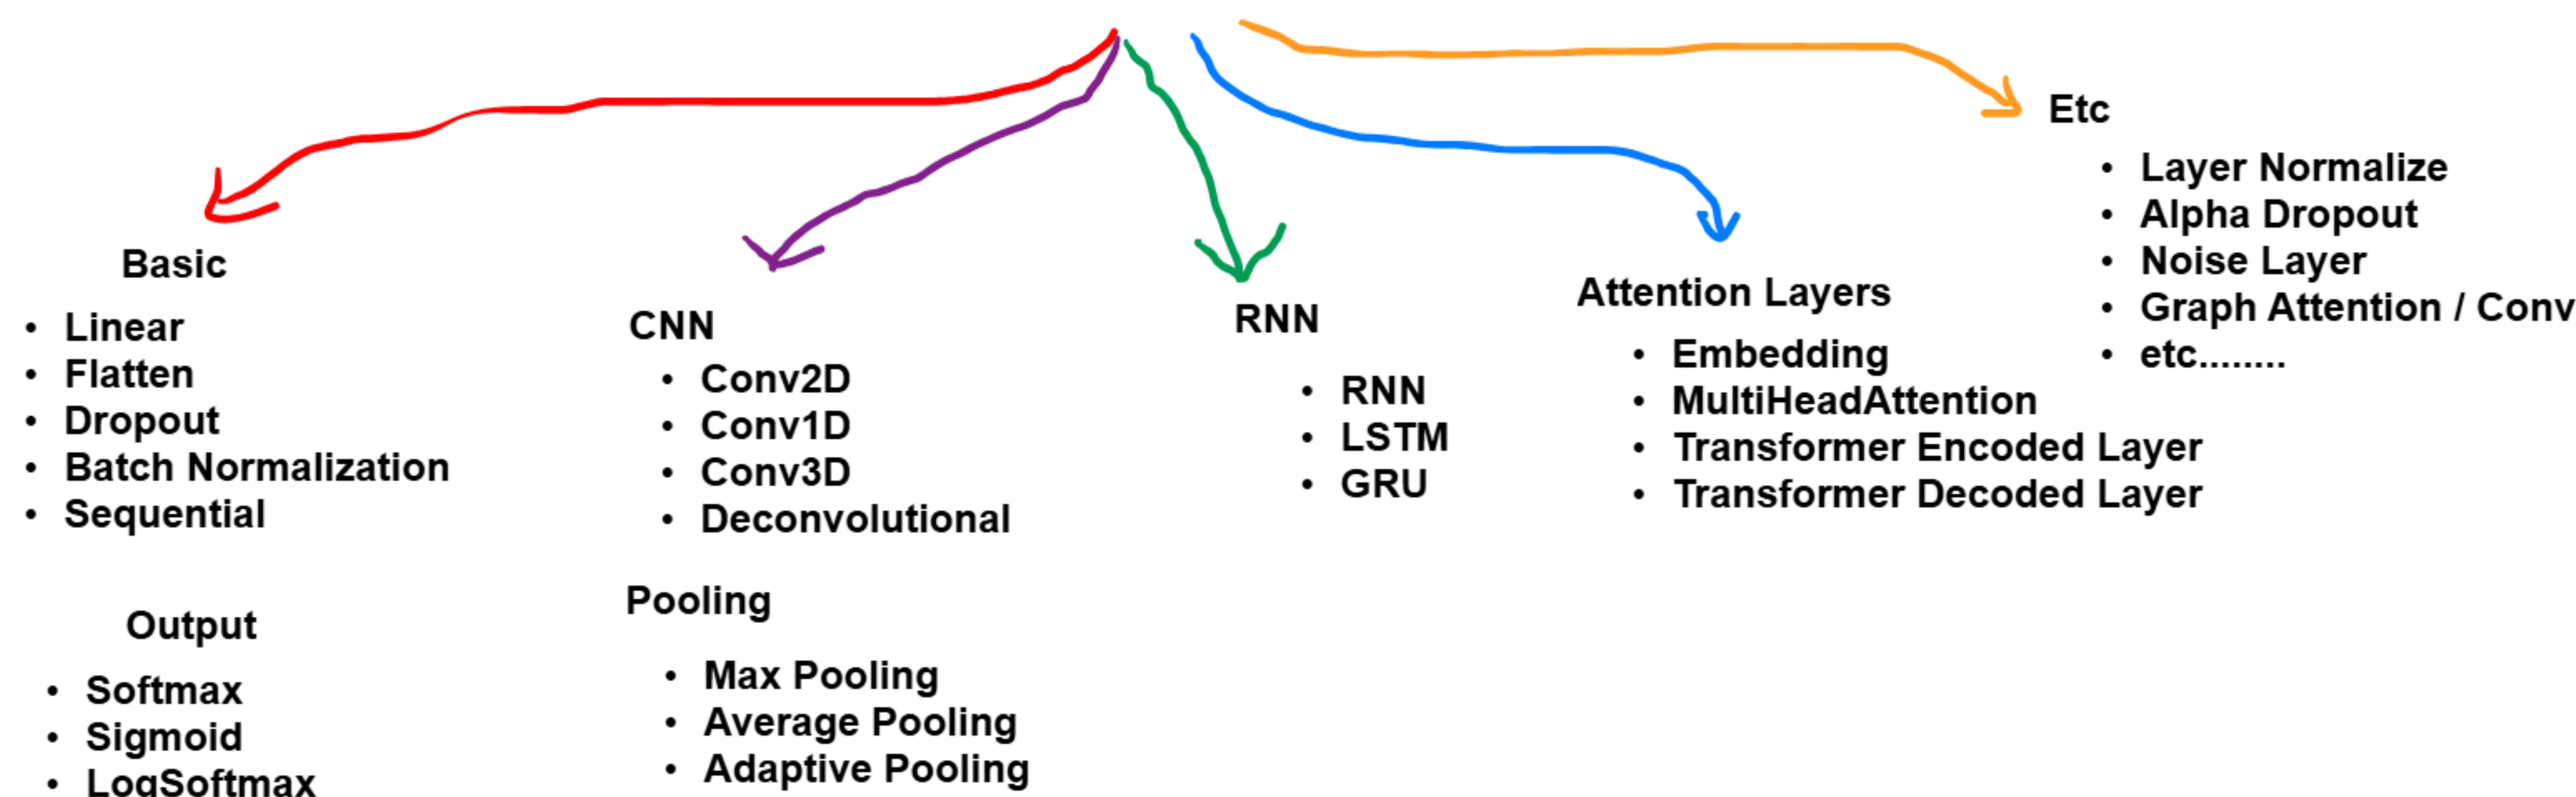 Basic
Linear
Flatten
Dropout
Batch Normalization
Sequential
Output
Softmax
Sigmoid
LogSoftmax
CNN
Conv2D
Conv1D
Conv3D
Deconvolutional
Pooling
Max Pooling
Average Pooling
Adaptive Pooling
RNN
RNN
LSTM
GRU
Attention Layers
Embedding
MultiHeadAttention
Transformer Encoded Layer
Transformer Decoded Layer
Etc
Layer Normalize
Alpha Dropout
Noise Layer
Graph Attention / Conv
etc........